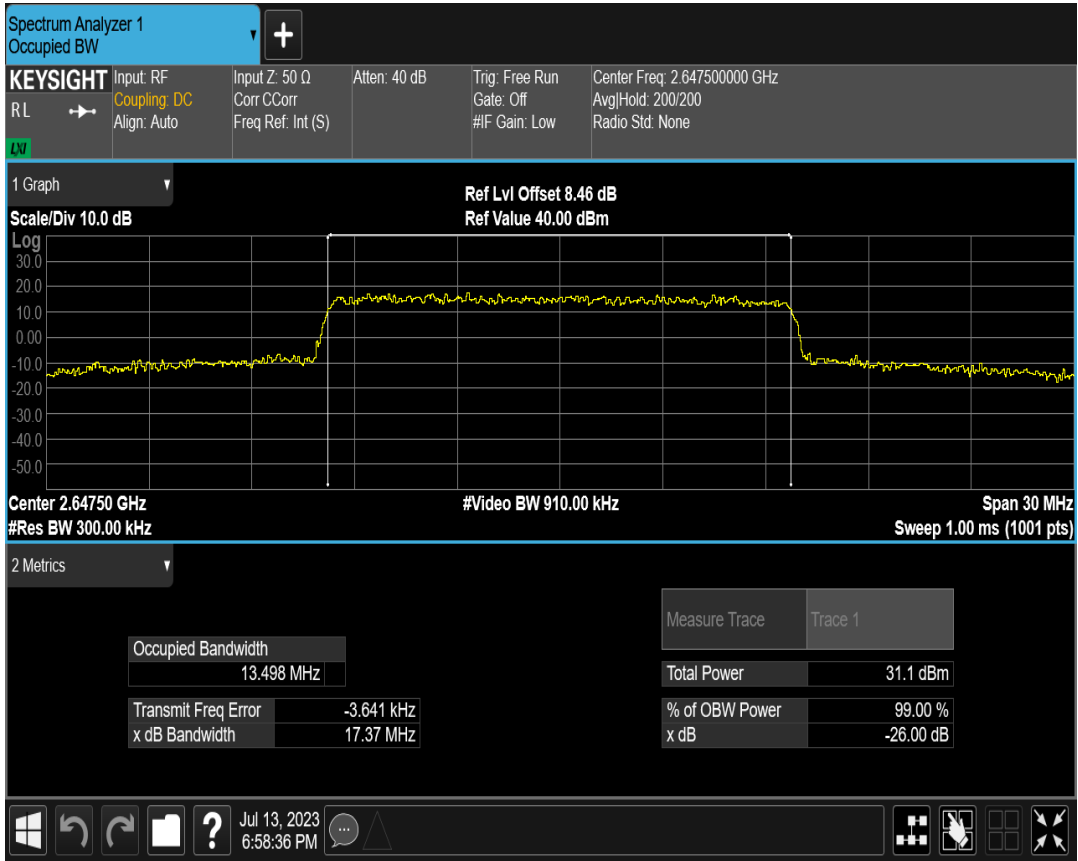 Spectrum Analyzer 1
Occupied BW
+
KEYSIGHT
R L
LXI
Input: RF
Coupling: DC
Align: Auto
Input Z: 50 Ω
Corr CCorr
Freq Ref: Int (S)
Atten: 40 dB
Trig: Free Run
Gate: Off
#IF Gain: Low
Center Freq: 2.647500000 GHz
Avg|Hold: 200/200
Radio Std: None
1 Graph
Scale/Div 10.0 dB
Ref Lvl Offset 8.46 dB
Ref Value 40.00 dBm
Log
30.0
20.0
10.0
0.00
-10.0
-20.0
-30.0
-40.0
-50.0
Center 2.64750 GHz
#Video BW 910.00 kHz
Span 30 MHz
#Res BW 300.00 kHz
Sweep 1.00 ms (1001 pts)
2 Metrics
Measure Trace Trace 1
Occupied Bandwidth
13.498 MHz
Total Power 31.1 dBm
Transmit Freq Error -3.641 kHz
% of OBW Power 99.00 %
x dB Bandwidth 17.37 MHz
x dB -26.00 dB
?
Jul 13, 2023
6:58:36 PM